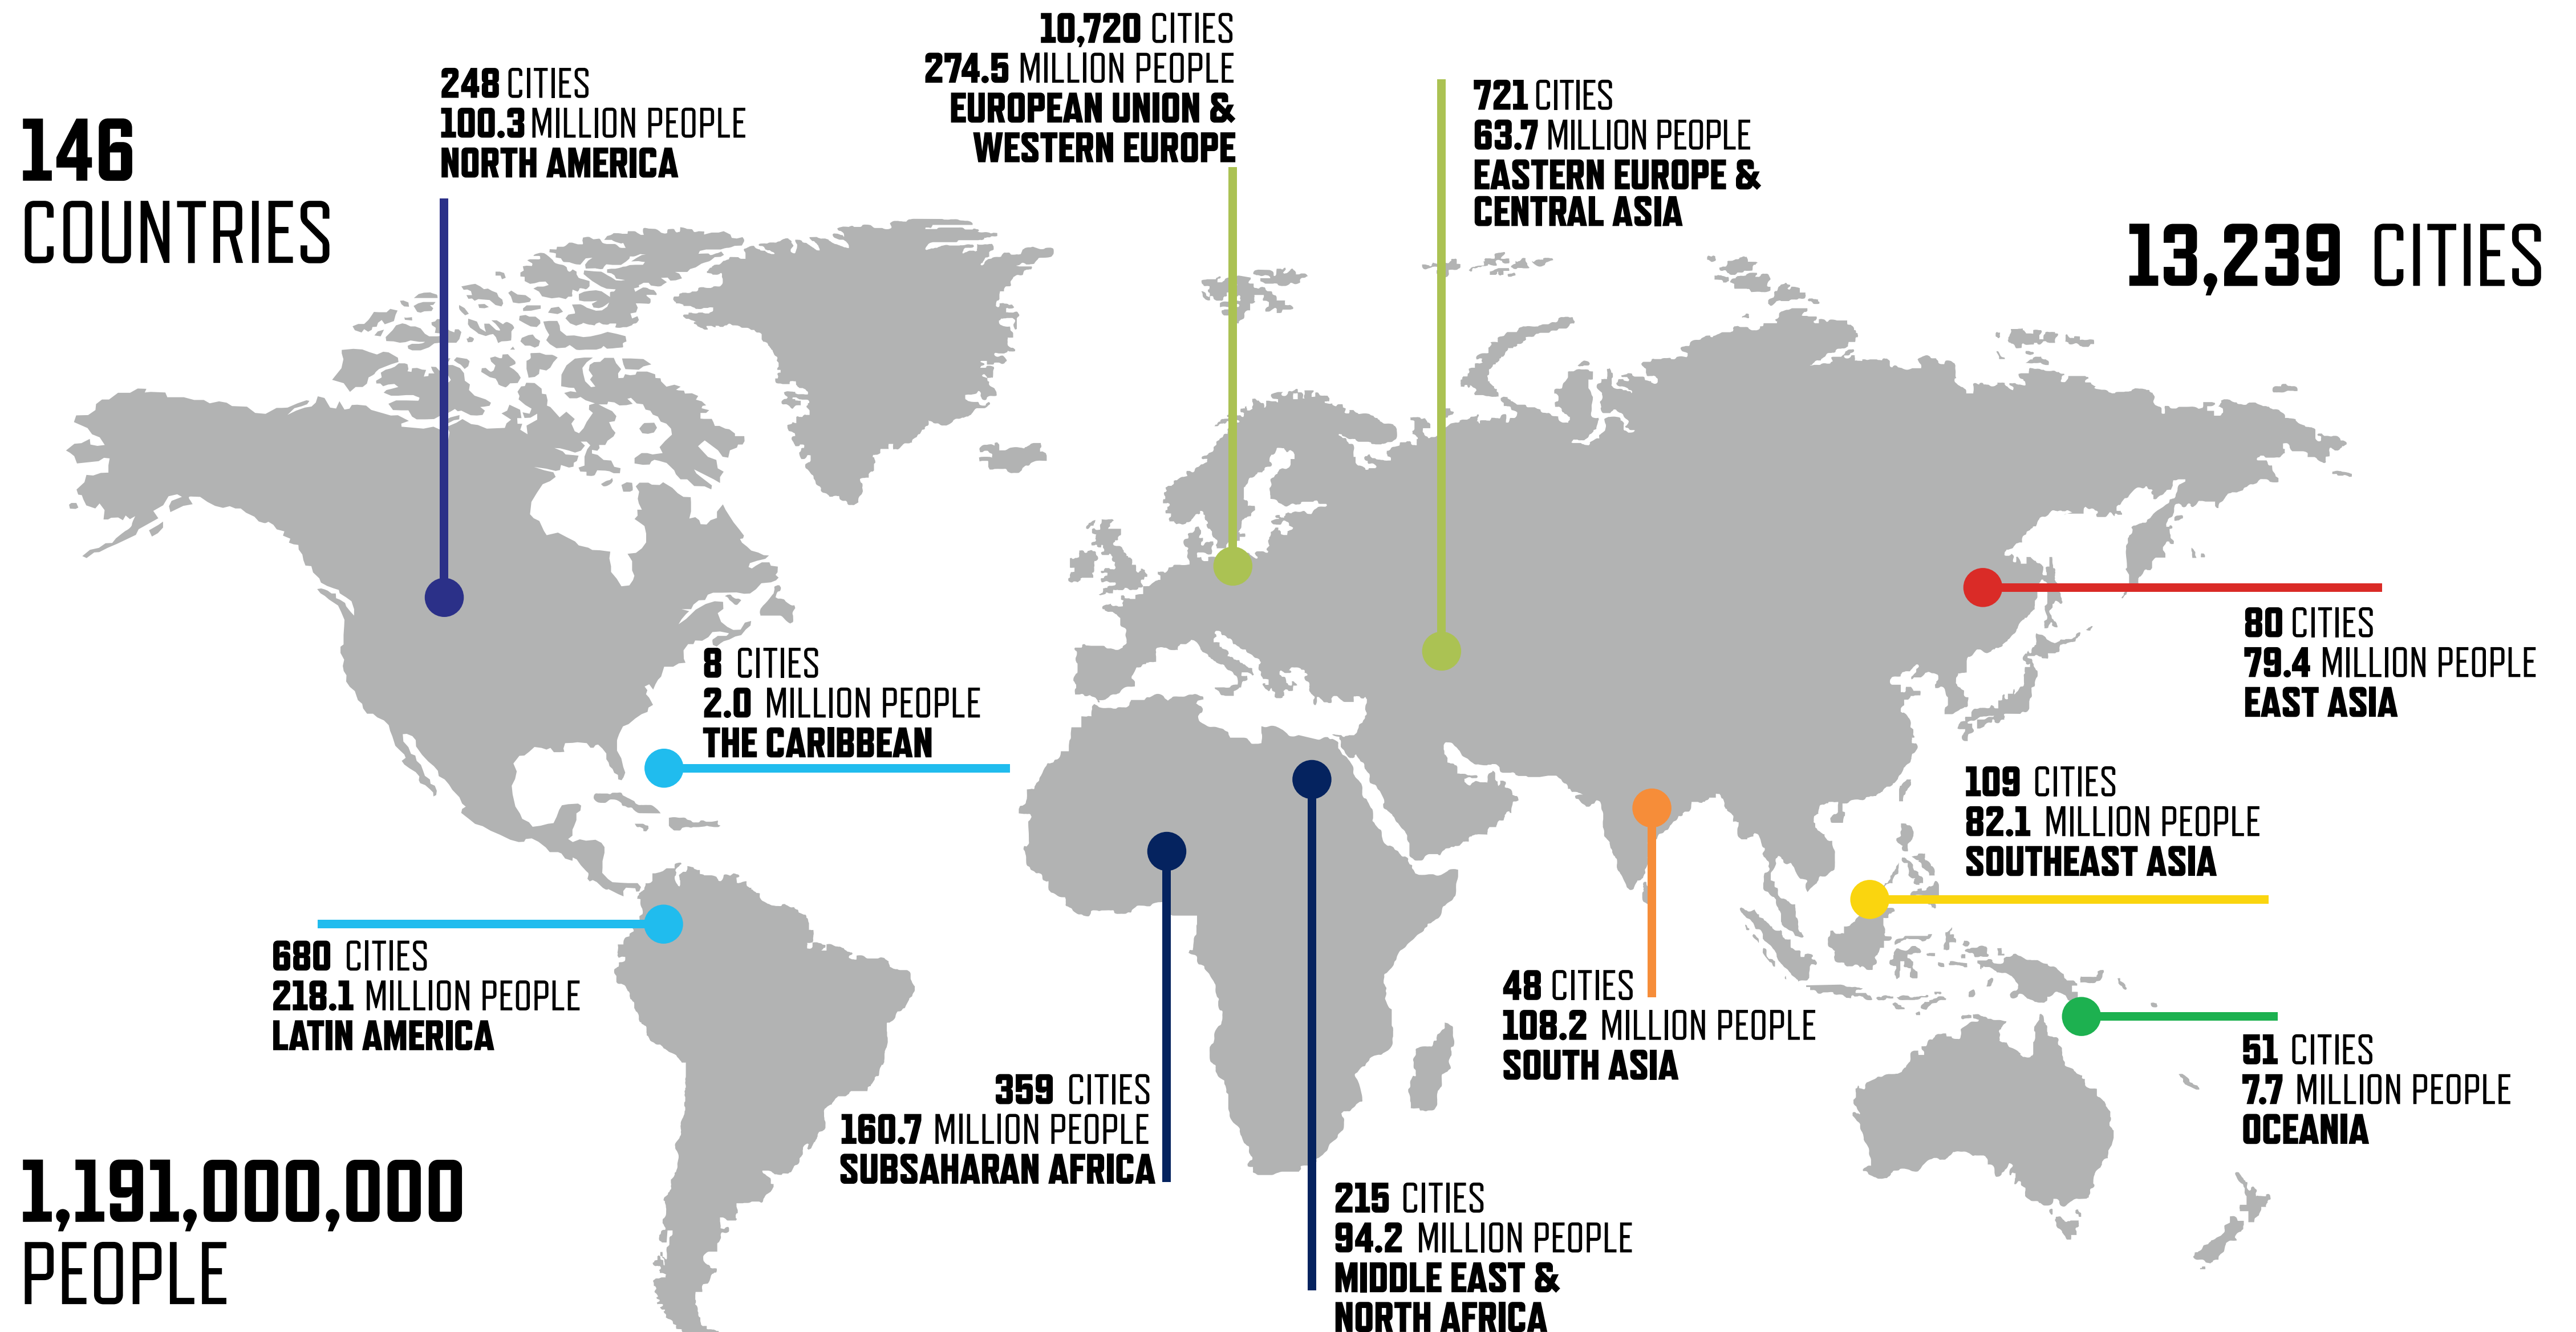 146
COUNTRIES
248 CITIES
100.3 MILLION PEOPLE
NORTH AMERICA
10,720 CITIES
274.5 MILLION PEOPLE
EUROPEAN UNION &
WESTERN EUROPE
721 CITIES
63.7 MILLION PEOPLE
EASTERN EUROPE &
CENTRAL ASIA
13,239 CITIES
8 CITIES
2.0 MILLION PEOPLE
THE CARIBBEAN
80 CITIES
79.4 MILLION PEOPLE
EAST ASIA
109 CITIES
82.1 MILLION PEOPLE
SOUTHEAST ASIA
680 CITIES
218.1 MILLION PEOPLE
LATIN AMERICA
48 CITIES
108.2 MILLION PEOPLE
SOUTH ASIA
51 CITIES
7.7 MILLION PEOPLE
OCEANIA
359 CITIES
160.7 MILLION PEOPLE
SUBSAHARAN AFRICA
215 CITIES
94.2 MILLION PEOPLE
MIDDLE EAST &
NORTH AFRICA
1,191,000,000
PEOPLE